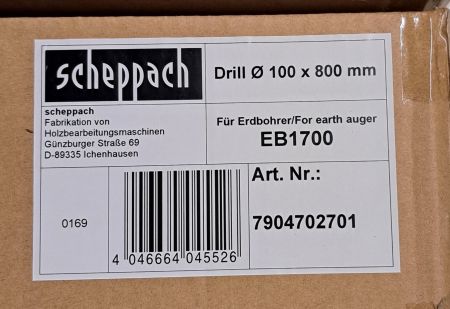 scheppach
Drill Ø 100 x 800 mm
scheppach
Fabrikation von
Holzbearbeitungsmaschinen
Günzburger Straße 69
D-89335 Ichenhausen
Für Erdbohrer/For earth auger
EB1700
0169
4 046664 045526
Art. Nr.:
7904702701